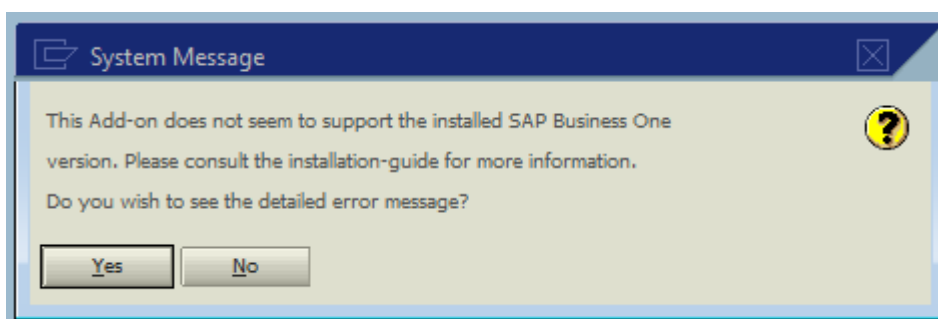 System Message
This Add-on does not seem to support the installed SAP Business One
version. Please consult the installation-guide for more information.
Do you wish to see the detailed error message?
Yes
No